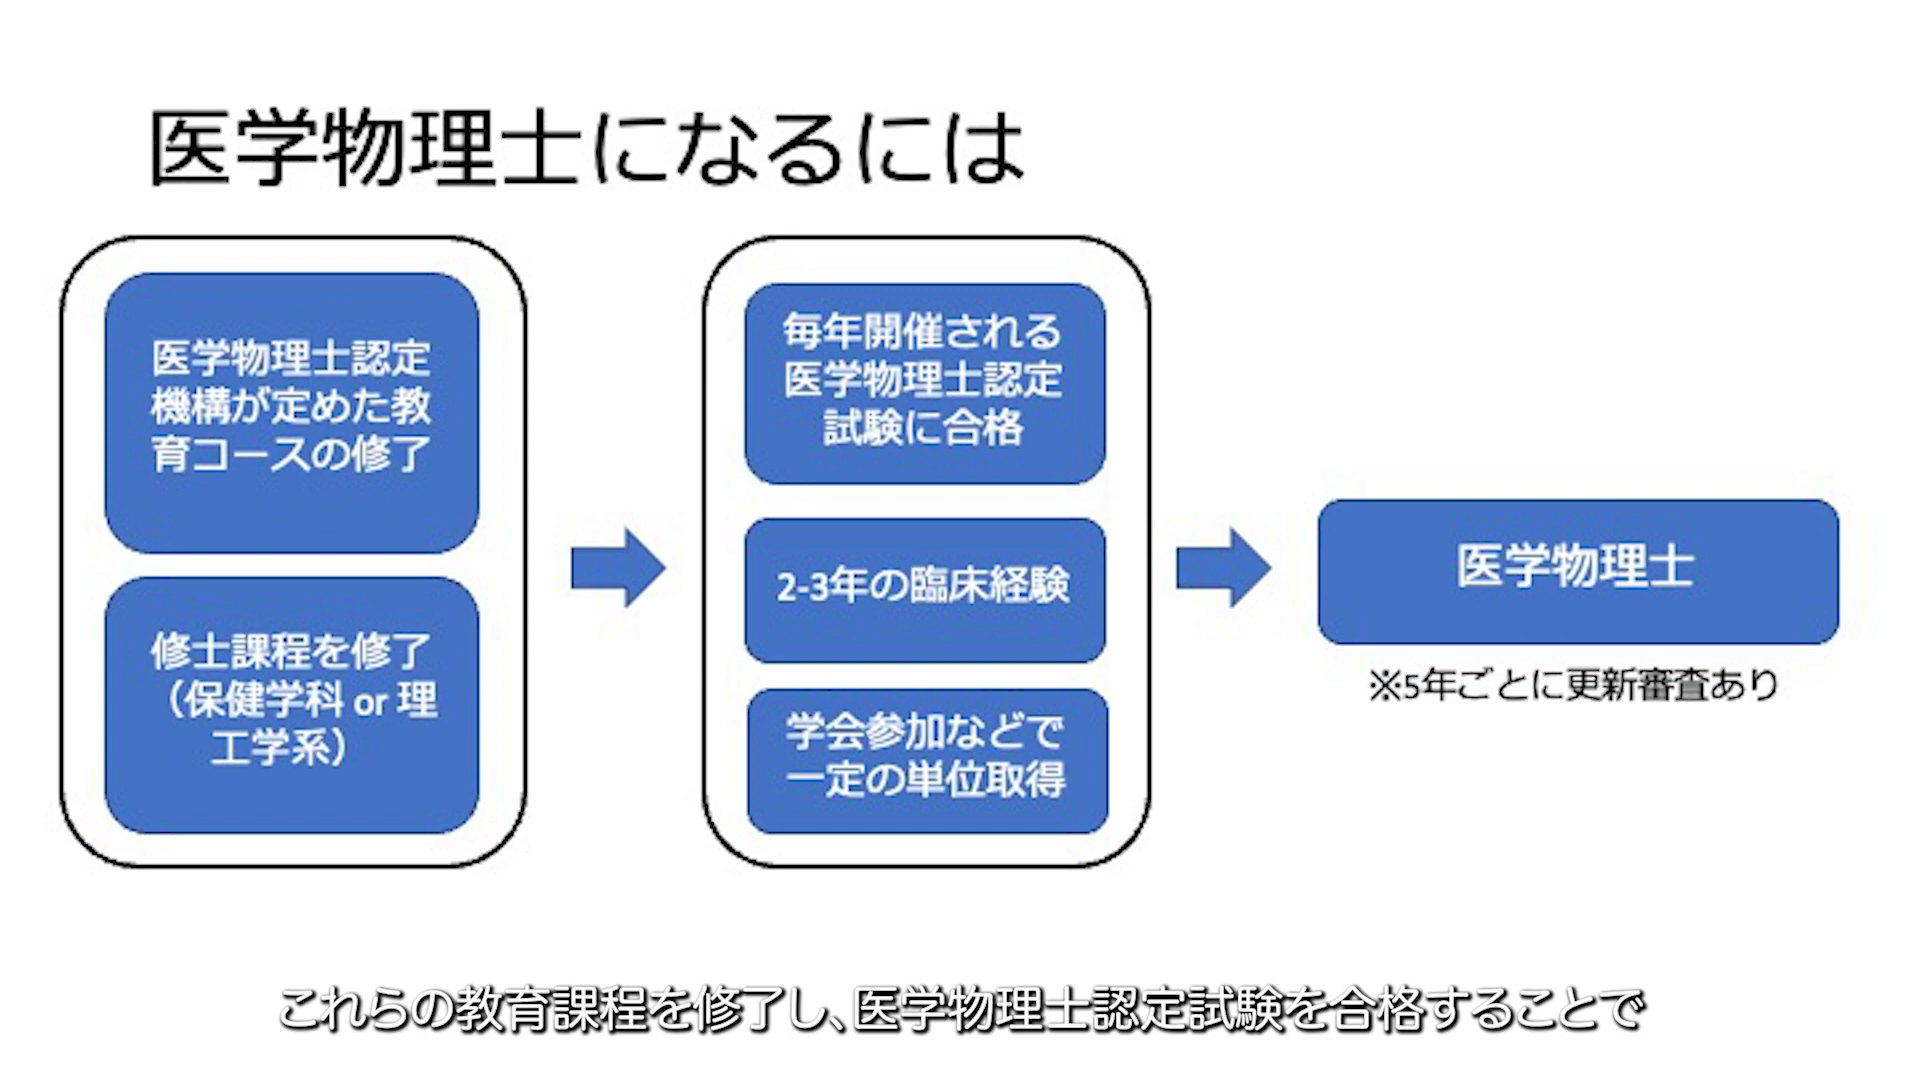 医学物理士になるには
医学物理士認定
機構が定めた教
育コースの修了
修士課程を修了
（保健学科 or 理
工学系）
毎年開催される
医学物理士認定
試験に合格
2-3年の臨床経験
学会参加などで
一定の単位取得
医学物理士
※5年ごとに更新審査あり
これらの教育課程を修了し、医学物理士認定試験を合格することで